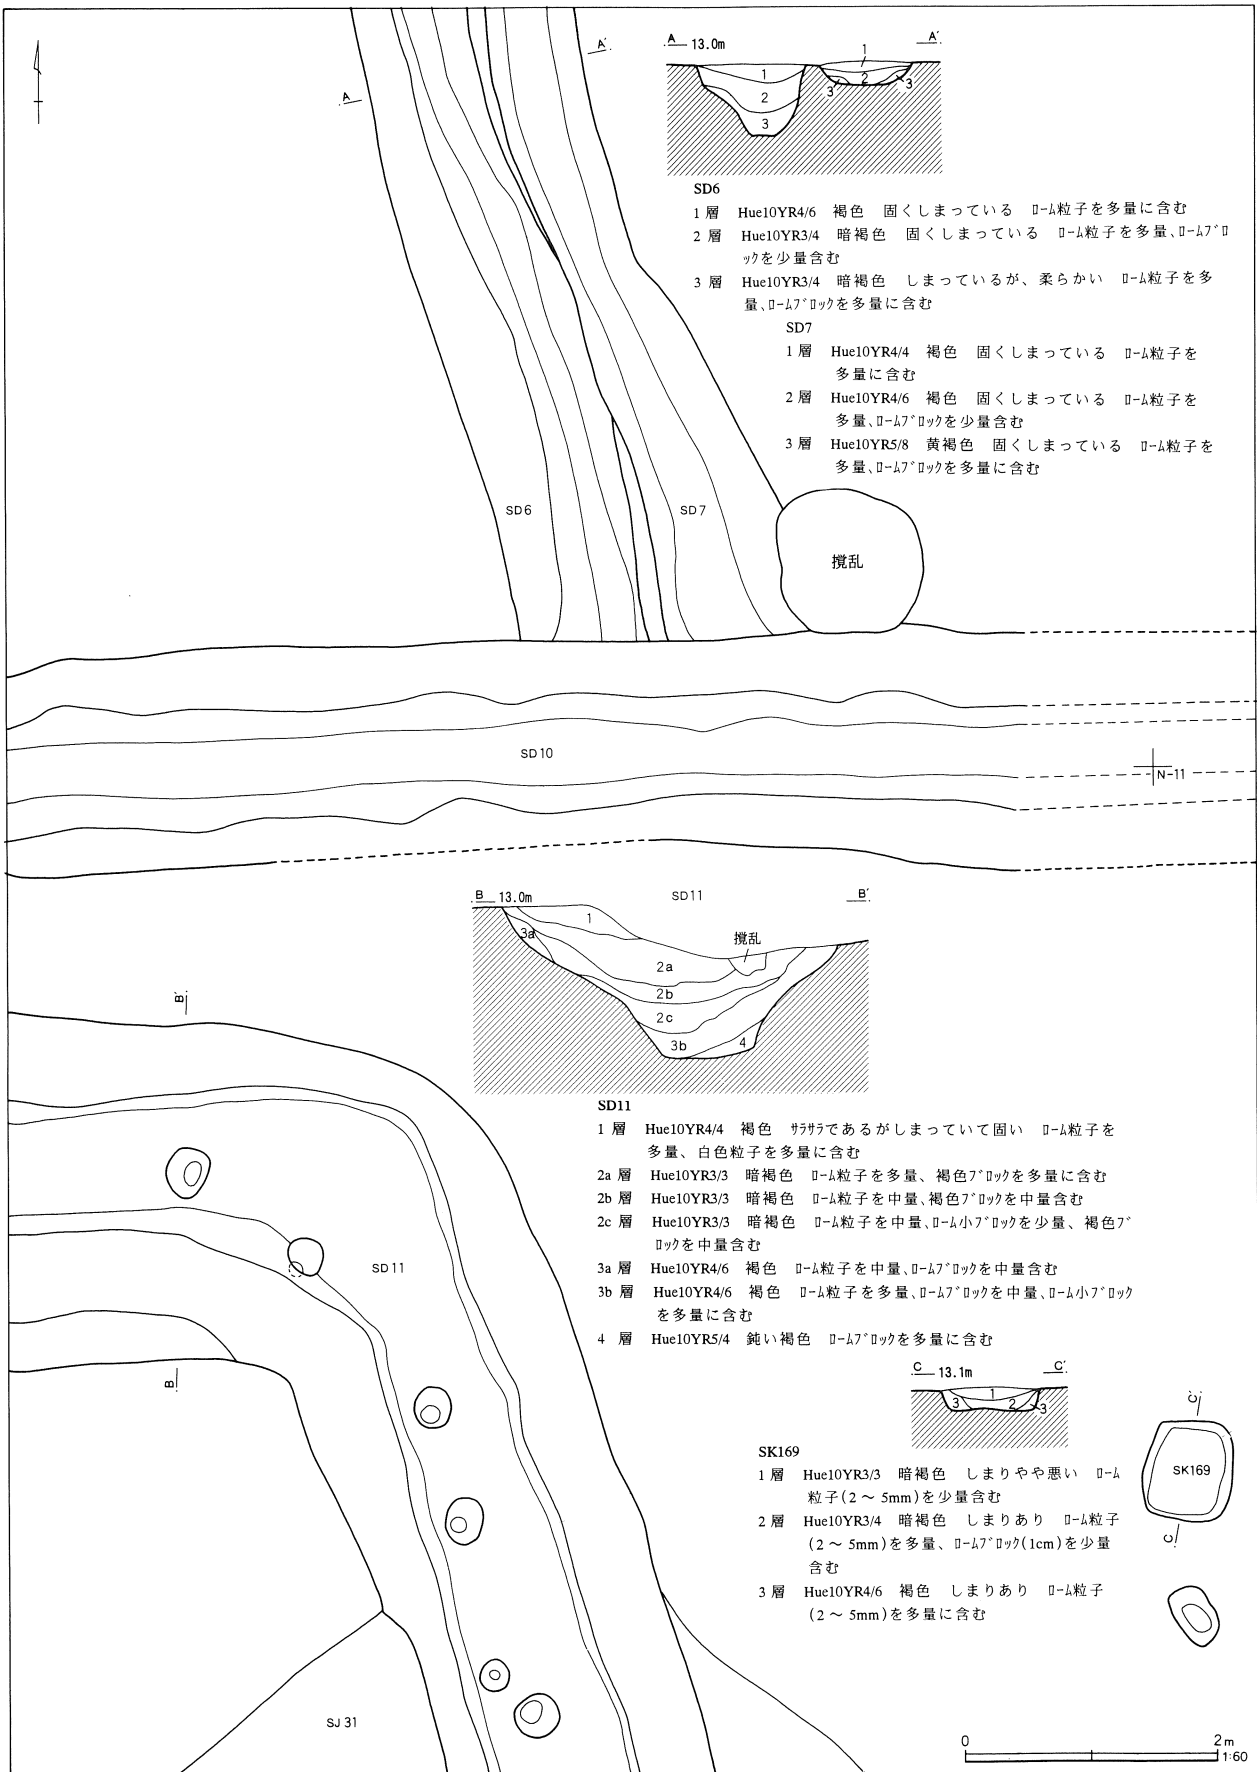 A 13.0m A′
1
1
2
3
3
2
3
A
A′
SD6
1 層 Hue10YR4/6 褐色 固くしまっている ﾛｰﾑ粒子を多量に含む
2 層 Hue10YR3/4 暗褐色 固くしまっている ﾛｰﾑ粒子を多量､ﾛｰﾑﾌﾞﾛ
ｯｸを少量含む
3 層 Hue10YR3/4 暗褐色 しまっているが、柔らかい ﾛｰﾑ粒子を多
量､ﾛｰﾑﾌﾞﾛｯｸを多量に含む
SD7
1 層 Hue10YR4/4 褐色 固くしまっている ﾛｰﾑ粒子を
多量に含む
2 層 Hue10YR4/6 褐色 固くしまっている ﾛｰﾑ粒子を
多量､ﾛｰﾑﾌﾞﾛｯｸを少量含む
3 層 Hue10YR5/8 黄褐色 固くしまっている ﾛｰﾑ粒子を
多量､ﾛｰﾑﾌﾞﾛｯｸを多量に含む
SD6
SD7
撹乱
SD10
N-11
B 13.0m SD11 B′
1
3a
撹乱
2a
2b
2c
3b
4
B′
SD11
1 層 Hue10YR4/4 褐色 ｻﾗｻﾗであるがしまっていて固い ﾛｰﾑ粒子を
多量、白色粒子を多量に含む
2a 層 Hue10YR3/3 暗褐色 ﾛｰﾑ粒子を多量、褐色ﾌﾞﾛｯｸを多量に含む
2b 層 Hue10YR3/3 暗褐色 ﾛｰﾑ粒子を中量､褐色ﾌﾞﾛｯｸを中量含む
2c 層 Hue10YR3/3 暗褐色 ﾛｰﾑ粒子を中量､ﾛｰﾑ小ﾌﾞﾛｯｸを少量、褐色ﾌﾞ
ﾛｯｸを中量含む
3a 層 Hue10YR4/6 褐色 ﾛｰﾑ粒子を中量､ﾛｰﾑﾌﾞﾛｯｸを中量含む
3b 層 Hue10YR4/6 褐色 ﾛｰﾑ粒子を多量､ﾛｰﾑﾌﾞﾛｯｸを中量､ﾛｰﾑ小ﾌﾞﾛｯｸ
を多量に含む
4 層 Hue10YR5/4 鈍い褐色 ﾛｰﾑﾌﾞﾛｯｸを多量に含む
SD11
B
C 13.1m C′
1
3
2
3
SK169
1 層 Hue10YR3/3 暗褐色 しまりやや悪い ﾛｰﾑ
粒子(2～5mm)を少量含む
2 層 Hue10YR3/4 暗褐色 しまりあり ﾛｰﾑ粒子
(2～5mm)を多量、ﾛｰﾑﾌﾞﾛｯｸ(1cm)を少量
含む
3 層 Hue10YR4/6 褐色 しまりあり ﾛｰﾑ粒子
(2～5mm)を多量に含む
C′
SK169
C
SJ 31
0 2m
1:60